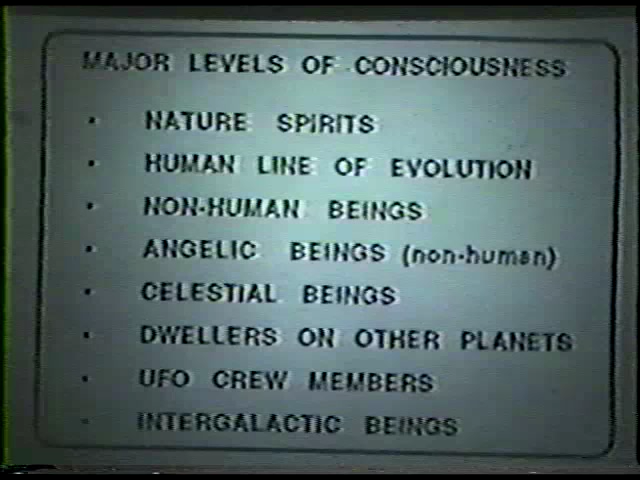 MAJOR LEVELS OF CONSCIOUSNESS
• NATURE SPIRITS
• HUMAN LINE OF EVOLUTION
• NON-HUMAN BEINGS
• ANGELIC BEINGS (non-human)
• CELESTIAL BEINGS
• DWELLERS ON OTHER PLANETS
• UFO CREW MEMBERS
• INTERGALACTIC BEINGS